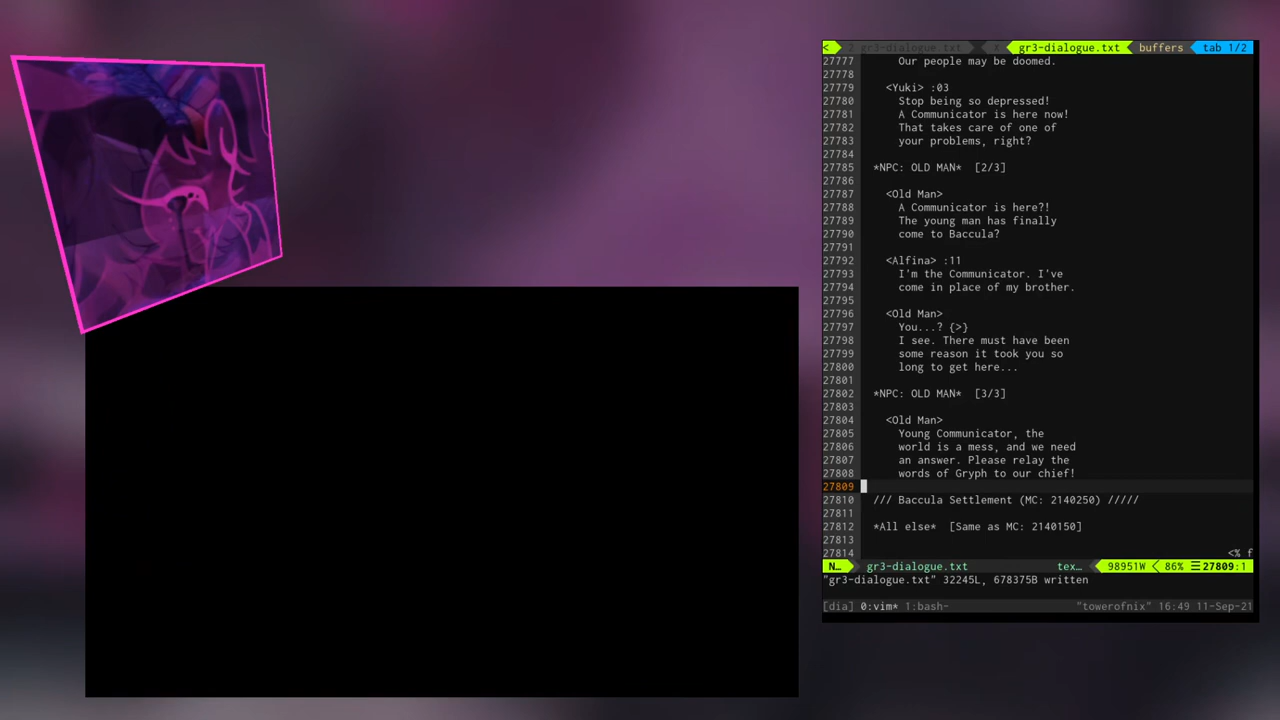 < 2 gr3-dialogue.txt x gr3-dialogue.txt buffers tab 1/2
27777 Our people may be doomed.
27778
27779 <Yuki> :03
27780 Stop being so depressed!
27781 A Communicator is here now!
27782 That takes care of one of
27783 your problems, right?
27784
27785 *NPC: OLD MAN* [2/3]
27786
27787 <Old Man>
27788 A Communicator is here?!
27789 The young man has finally
27790 come to Baccula?
27791
27792 <Alfina> :11
27793 I'm the Communicator. I've
27794 come in place of my brother.
27795
27796 <Old Man>
27797 You...? {>}
27798 I see. There must have been
27799 some reason it took you so
27800 long to get here...
27801
27802 *NPC: OLD MAN* [3/3]
27803
27804 <Old Man>
27805 Young Communicator, the
27806 world is a mess, and we need
27807 an answer. Please relay the
27808 words of Gryph to our chief!
27809
27810 /// Baccula Settlement (MC: 2140250) /////
27811
27812 *All else* [Same as MC: 2140150]
27813
27814 <% f
N… gr3-dialogue.txt tex… 98951W < 86% ☰27809:1
"gr3-dialogue.txt" 32245L, 678375B written
[dia] 0:vim* 1:bash- "towerofnix" 16:49 11-Sep-21